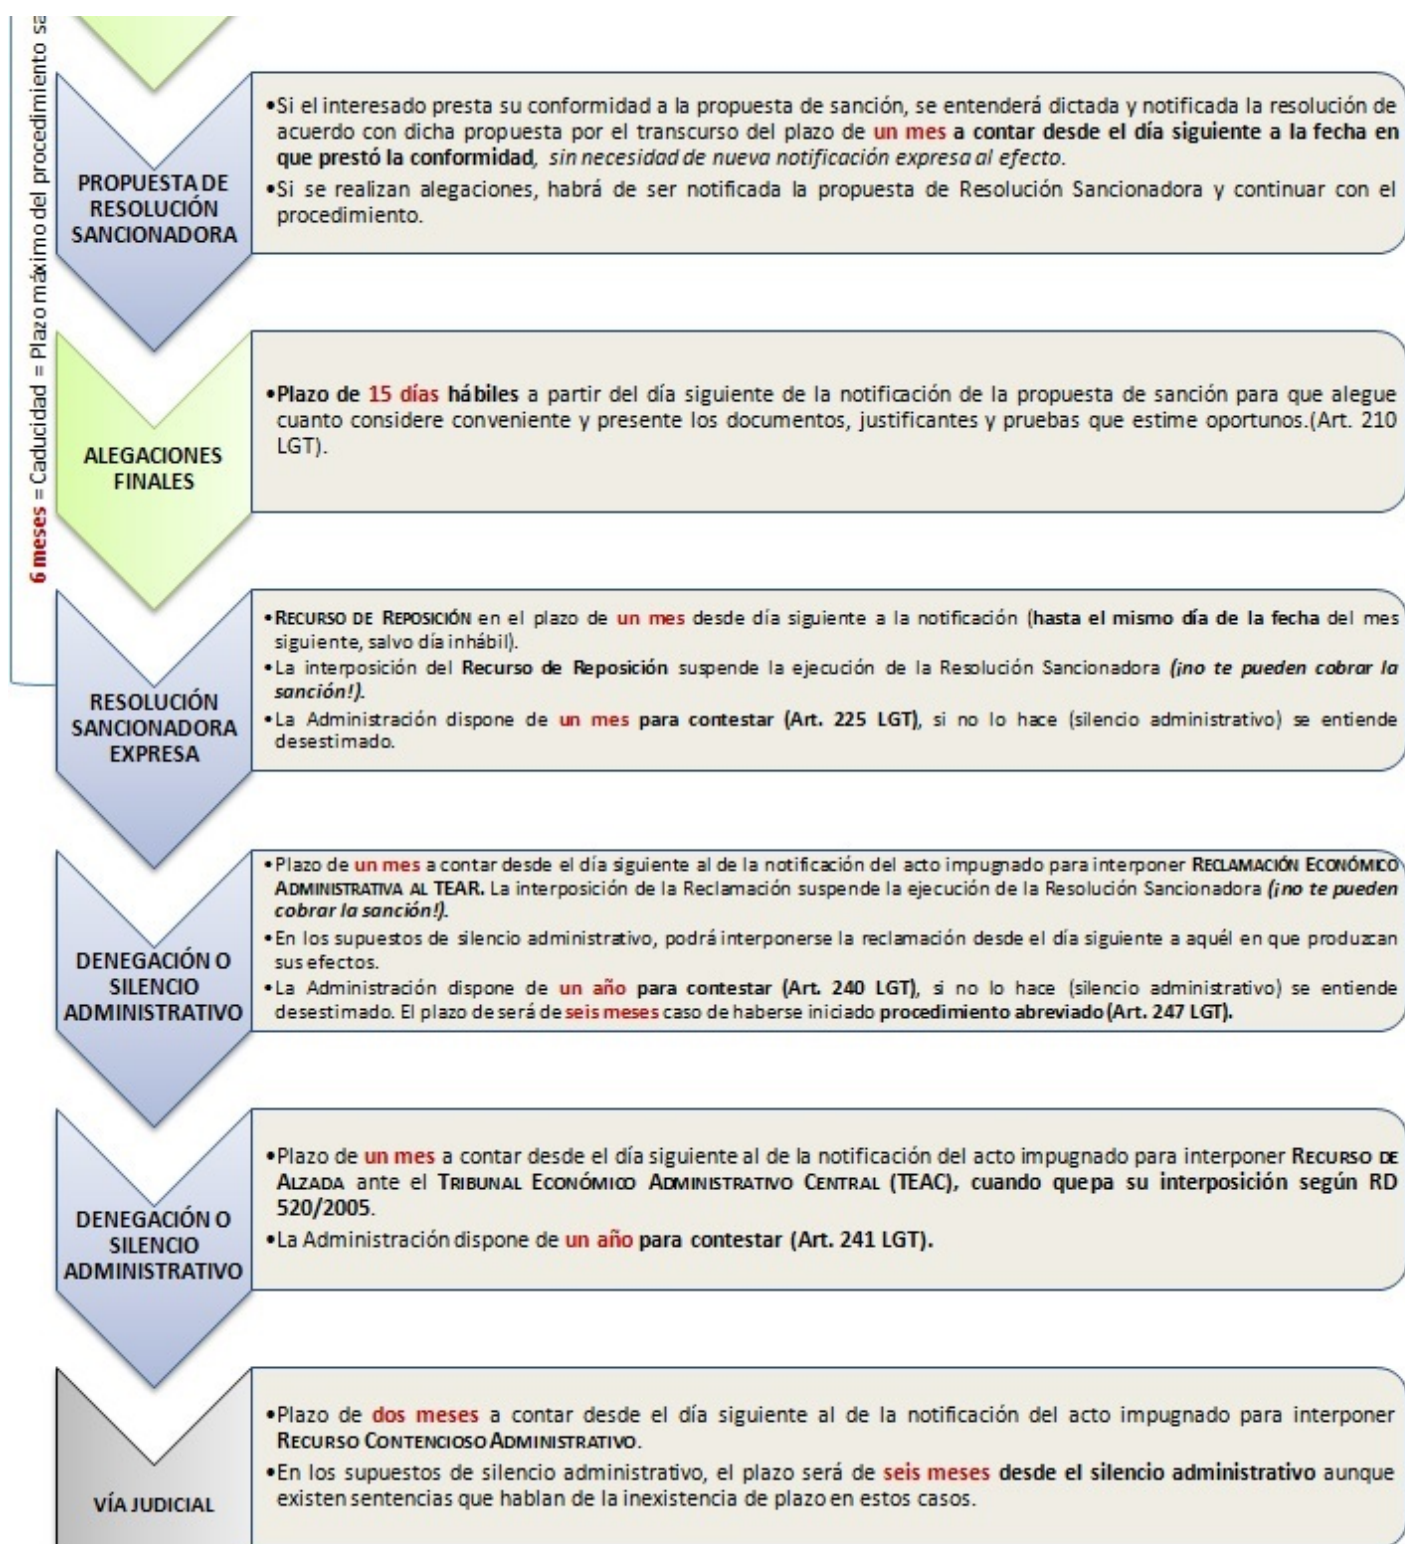 6 meses = Caducidad = Plazo máximo del procedimiento sa
PROPUESTA DE
RESOLUCIÓN
SANCIONADORA
•Si el interesado presta su conformidad a la propuesta de sanción, se entenderá dictada y notificada la resolución de
acuerdo con dicha propuesta por el transcurso del plazo de un mes a contar desde el día siguiente a la fecha en
que prestó la conformidad, sin necesidad de nueva notificación expresa al efecto.
•Si se realizan alegaciones, habrá de ser notificada la propuesta de Resolución Sancionadora y continuar con el
procedimiento.
ALEGACIONES
FINALES
•Plazo de 15 días hábiles a partir del día siguiente de la notificación de la propuesta de sanción para que alegue
cuanto considere conveniente y presente los documentos, justificantes y pruebas que estime oportunos.(Art. 210
LGT).
RESOLUCIÓN
SANCIONADORA
EXPRESA
•RECURSO DE REPOSICIÓN en el plazo de un mes desde día siguiente a la notificación (hasta el mismo día de la fecha del mes
siguiente, salvo día inhábil).
•La interposición del Recurso de Reposición suspende la ejecución de la Resolución Sancionadora (¡no te pueden cobrar la
sanción!).
•La Administración dispone de un mes para contestar (Art. 225 LGT), si no lo hace (silencio administrativo) se entiende
desestimado.
DENEGACIÓN O
SILENCIO
ADMINISTRATIVO
•Plazo de un mes a contar desde el día siguiente al de la notificación del acto impugnado para interponer RECLAMACIÓN ECONÓMICO
ADMINISTRATIVA AL TEAR. La interposición de la Reclamación suspende la ejecución de la Resolución Sancionadora (¡no te pueden
cobrar la sanción!).
•En los supuestos de silencio administrativo, podrá interponerse la reclamación desde el día siguiente a aquél en que produzcan
sus efectos.
•La Administración dispone de un año para contestar (Art. 240 LGT), si no lo hace (silencio administrativo) se entiende
desestimado. El plazo de será de seis meses caso de haberse iniciado procedimiento abreviado (Art. 247 LGT).
DENEGACIÓN O
SILENCIO
ADMINISTRATIVO
•Plazo de un mes a contar desde el día siguiente al de la notificación del acto impugnado para interponer RECURSO DE
ALZADA ante el TRIBUNAL ECONÓMICO ADMINISTRATIVO CENTRAL (TEAC), cuando quepa su interposición según RD
520/2005.
•La Administración dispone de un año para contestar (Art. 241 LGT).
VÍA JUDICIAL
•Plazo de dos meses a contar desde el día siguiente al de la notificación del acto impugnado para interponer
RECURSO CONTENCIOSO ADMINISTRATIVO.
•En los supuestos de silencio administrativo, el plazo será de seis meses desde el silencio administrativo aunque
existen sentencias que hablan de la inexistencia de plazo en estos casos.